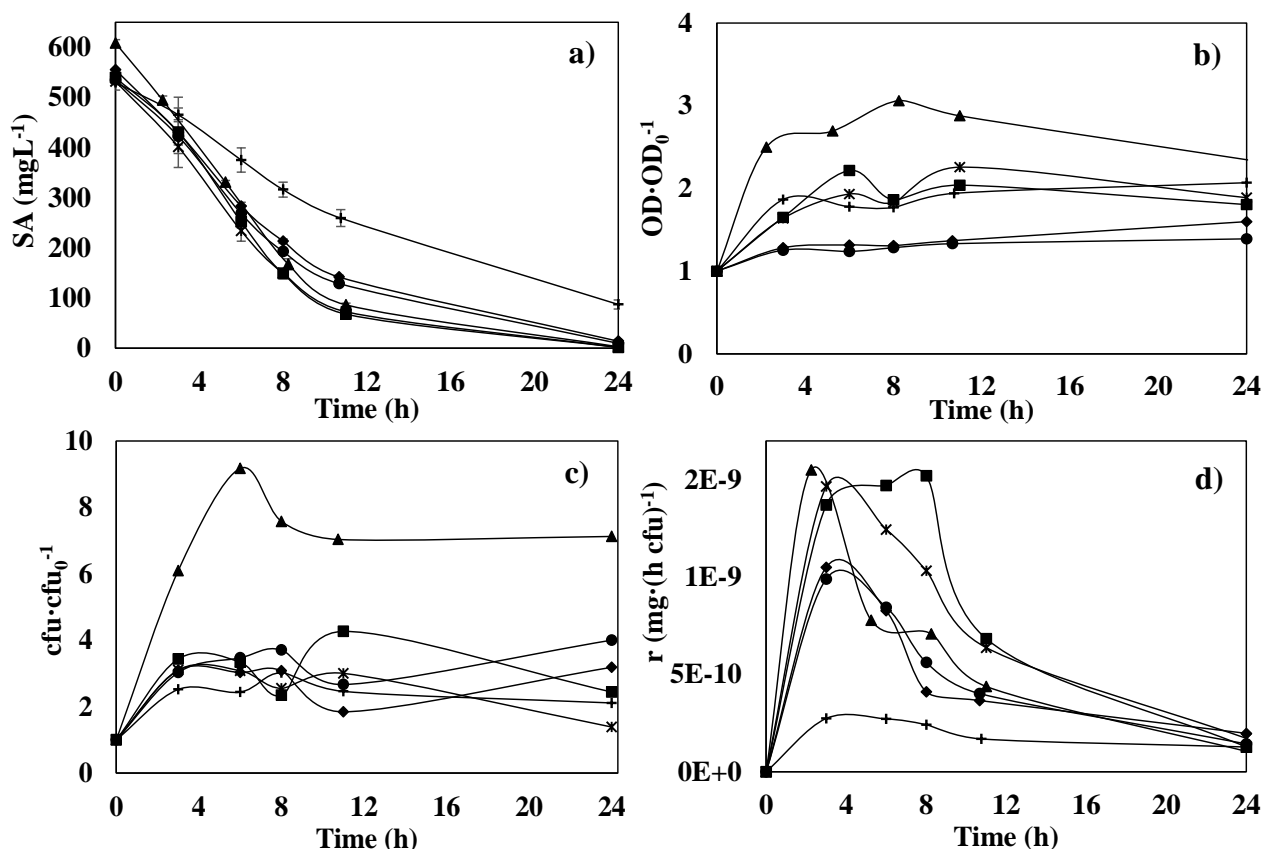 a)
SA (mgL⁻¹)
600
500
400
300
200
100
0
0 4 8 12 16 20 24
Time (h)
b)
OD·OD₀⁻¹
4
3
2
1
0
0 4 8 12 16 20 24
Time (h)
c)
cfu·cfu₀⁻¹
10
8
6
4
2
0
0 4 8 12 16 20 24
Time (h)
d)
r (mg·(h cfu)⁻¹)
2E-9
1E-9
5E-10
0E+0
0 4 8 12 16 20 24
Time (h)